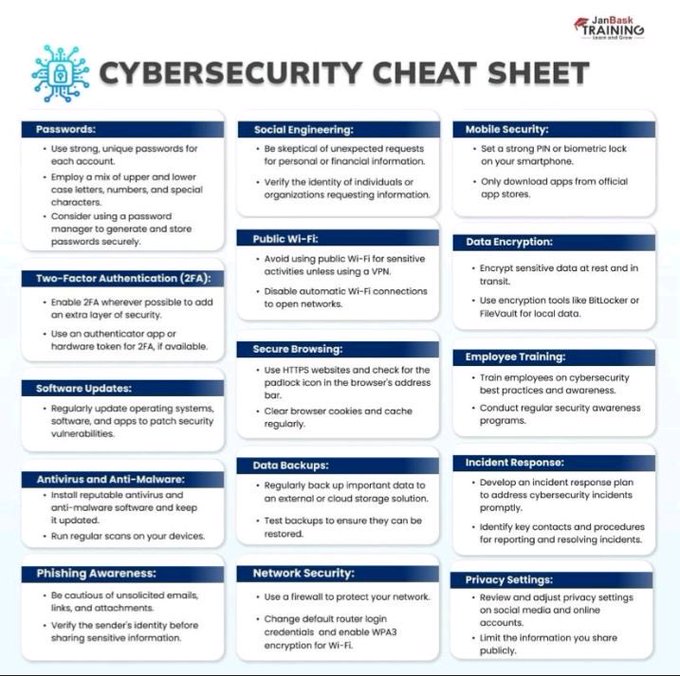 JanBask
TRAINING
Learn and Grow
CYBERSECURITY CHEAT SHEET
Passwords:
• Use strong, unique passwords for
each account.
• Employ a mix of upper and lower
case letters, numbers, and special
characters.
• Consider using a password
manager to generate and store
passwords securely.
Two-Factor Authentication (2FA):
• Enable 2FA wherever possible to add
an extra layer of security.
• Use an authenticator app or
hardware token for 2FA, if available.
Software Updates:
• Regularly update operating systems,
software, and apps to patch security
vulnerabilities.
Antivirus and Anti-Malware:
• Install reputable antivirus and
anti-malware software and keep
it updated.
• Run regular scans on your devices.
Phishing Awareness:
• Be cautious of unsolicited emails,
links, and attachments.
• Verify the sender's identity before
sharing sensitive information.
Social Engineering:
• Be skeptical of unexpected requests
for personal or financial information.
• Verify the identity of individuals or
organizations requesting information.
Public Wi-Fi:
• Avoid using public Wi-Fi for sensitive
activities unless using a VPN.
• Disable automatic Wi-Fi connections
to open networks.
Secure Browsing:
• Use HTTPS websites and check for the
padlock icon in the browser's address
bar.
• Clear browser cookies and cache
regularly.
Data Backups:
• Regularly back up important data to
an external or cloud storage solution.
• Test backups to ensure they can be
restored.
Network Security:
• Use a firewall to protect your network.
• Change default router login
credentials and enable WPA3
encryption for Wi-Fi.
Mobile Security:
• Set a strong PIN or biometric lock
on your smartphone.
• Only download apps from official
app stores.
Data Encryption:
• Encrypt sensitive data at rest and in
transit.
• Use encryption tools like BitLocker or
FileVault for local data.
Employee Training:
• Train employees on cybersecurity
best practices and awareness.
• Conduct regular security awareness
programs.
Incident Response:
• Develop an incident response plan
to address cybersecurity incidents
promptly.
• Identify key contacts and procedures
for reporting and resolving incidents.
Privacy Settings:
• Review and adjust privacy settings
on social media and online
accounts.
• Limit the information you share
publicly.